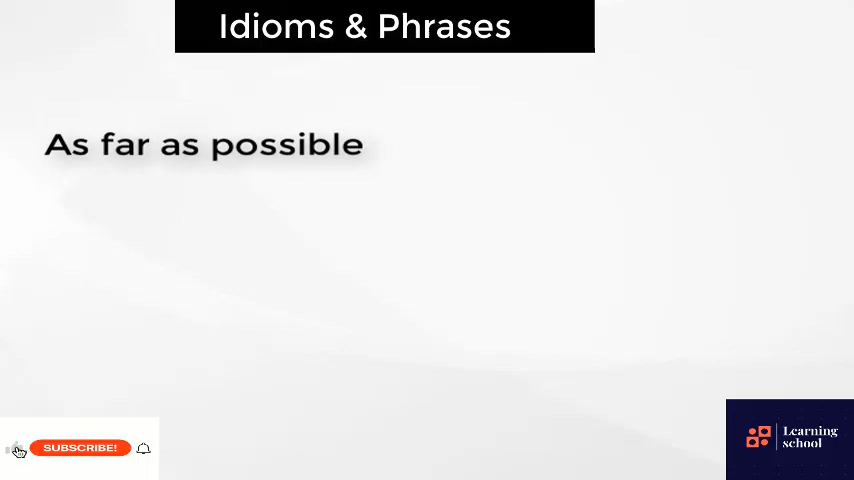 Idioms & Phrases
As far as possible
SUBSCRIBE!
Learning
school